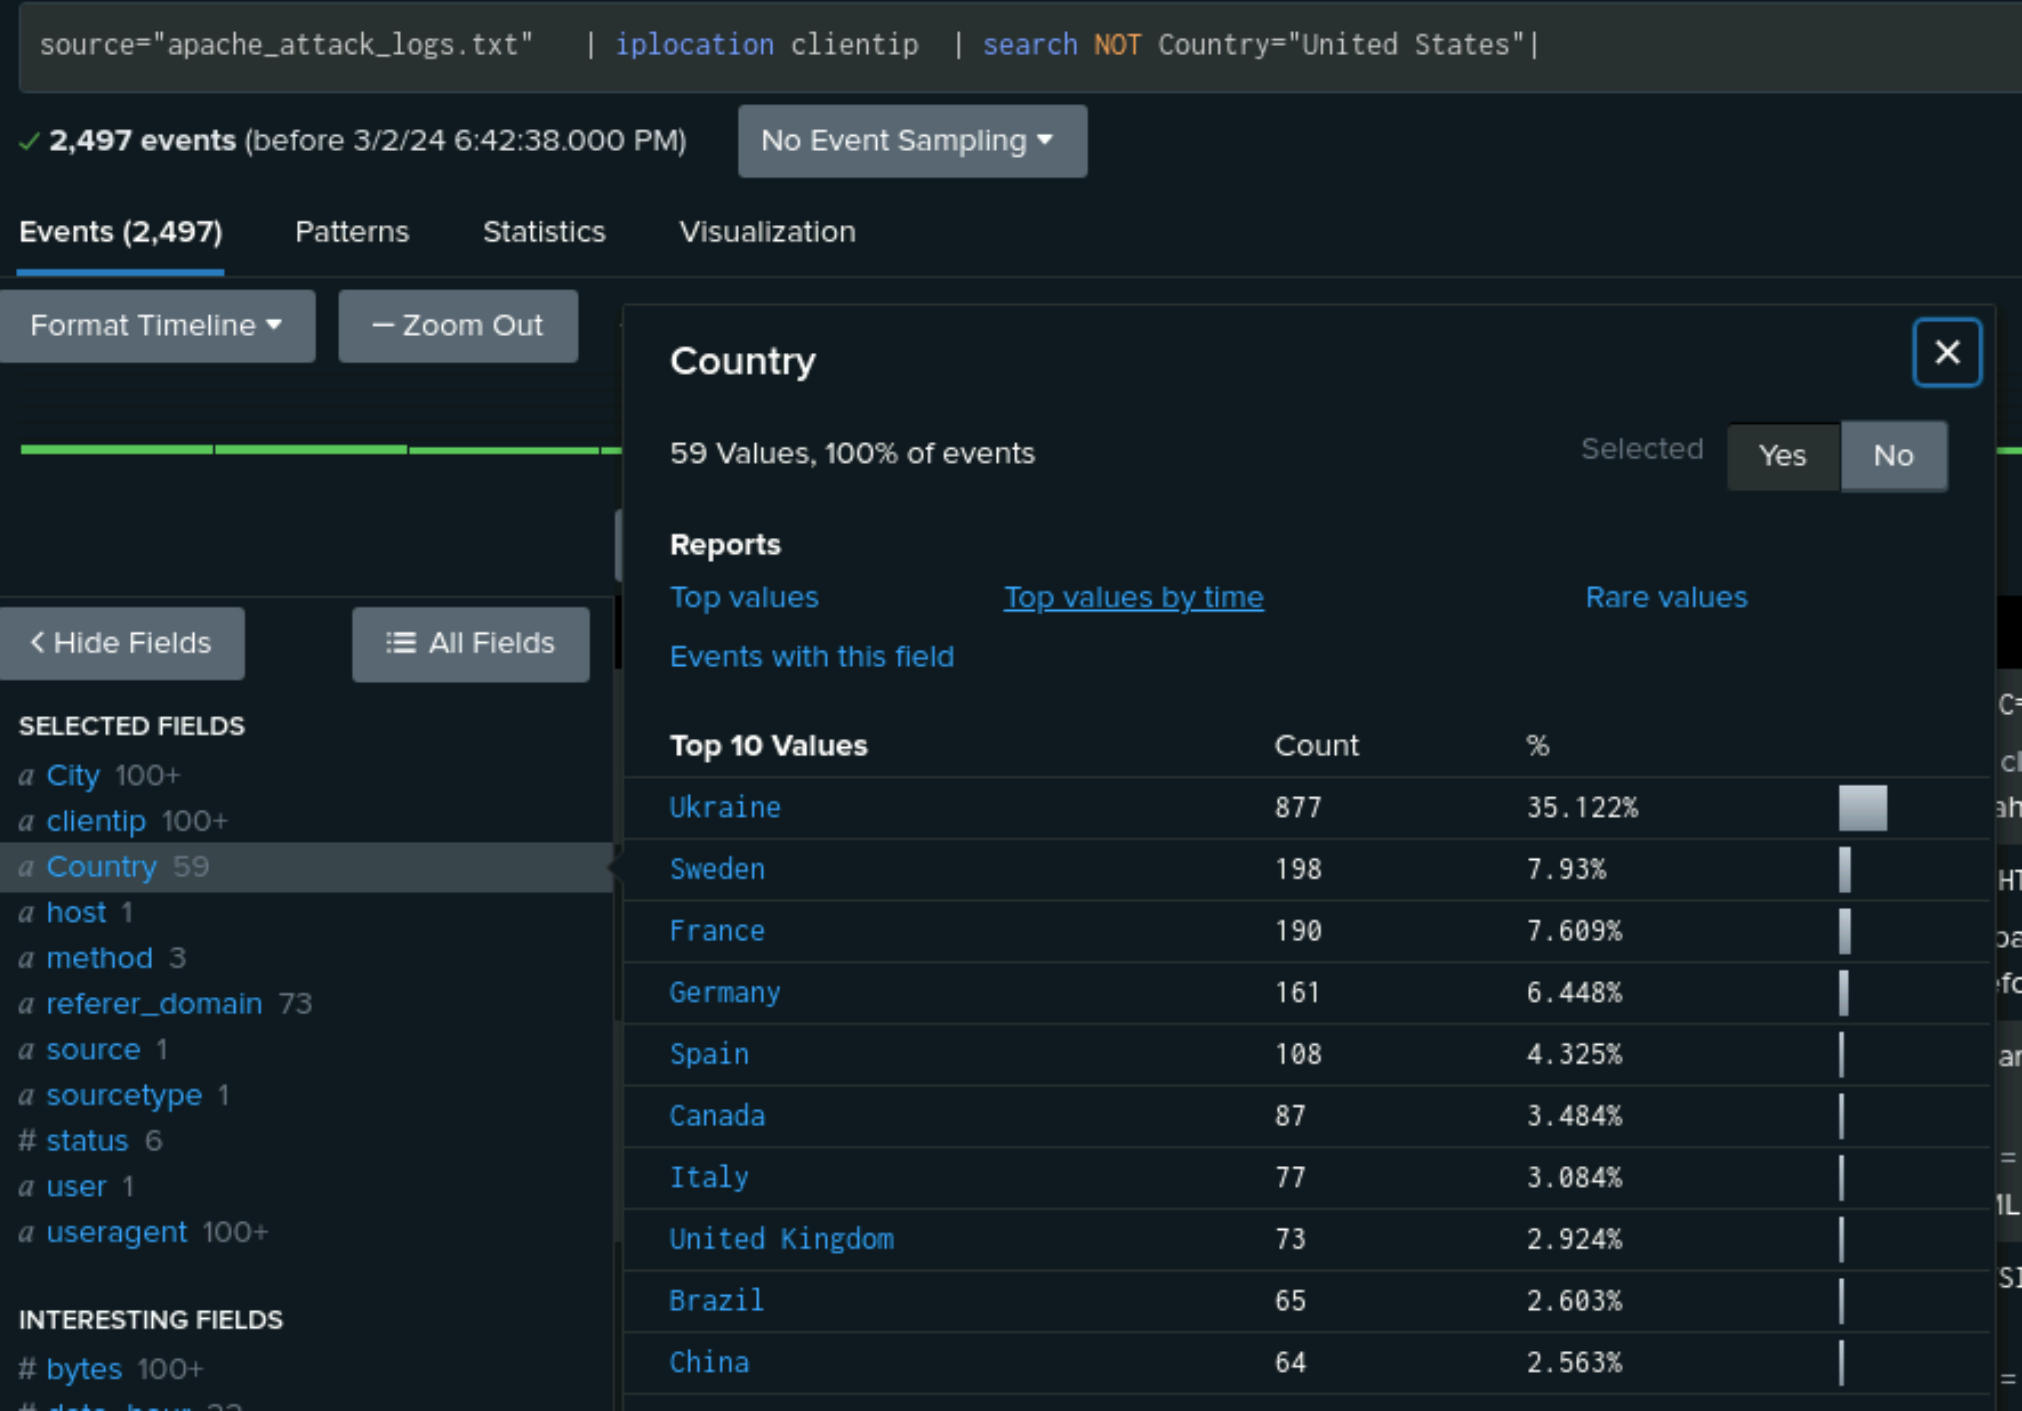 source="apache_attack_logs.txt" | iplocation clientip | search NOT Country="United States"|
✓ 2,497 events (before 3/2/24 6:42:38.000 PM) No Event Sampling
Events (2,497) Patterns Statistics Visualization
Format Timeline — Zoom Out
Country
59 Values, 100% of events
Selected Yes No
Reports
Top values Top values by time Rare values
Events with this field
Hide Fields All Fields
SELECTED FIELDS
a City 100+
a clientip 100+
a Country 59
a host 1
a method 3
a referer_domain 73
a source 1
a sourcetype 1
# status 6
a user 1
a useragent 100+
INTERESTING FIELDS
# bytes 100+
Top 10 Values Count %
Ukraine 877 35.122%
Sweden 198 7.93%
France 190 7.609%
Germany 161 6.448%
Spain 108 4.325%
Canada 87 3.484%
Italy 77 3.084%
United Kingdom 73 2.924%
Brazil 65 2.603%
China 64 2.563%